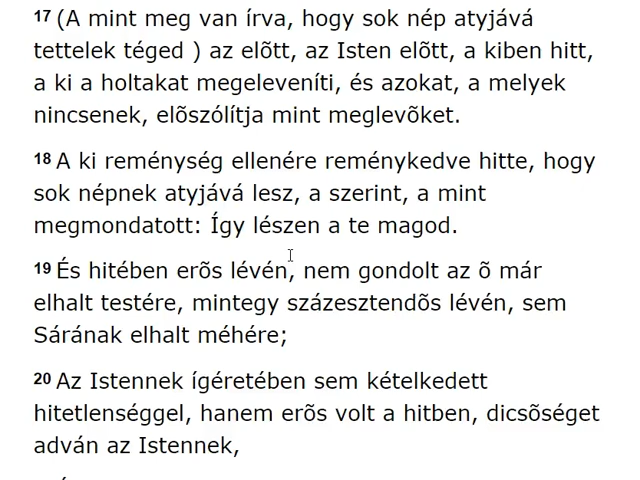 17 (A mint meg van írva, hogy sok nép atyjává
tettelek téged ) az elõtt, az Isten elõtt, a kiben hitt,
a ki a holtakat megeleveníti, és azokat, a melyek
nincsenek, elõszólítja mint meglevõket.
18 A ki reménység ellenére reménykedve hitte, hogy
sok népnek atyjává lesz, a szerint, a mint
megmondatott: Így lészen a te magod.
19 És hitében erõs lévén, nem gondolt az õ már
elhalt testére, mintegy százesztendõs lévén, sem
Sárának elhalt méhére;
20 Az Istennek ígéretében sem kételkedett
hitetlenséggel, hanem erõs volt a hitben, dicsõséget
adván az Istennek,